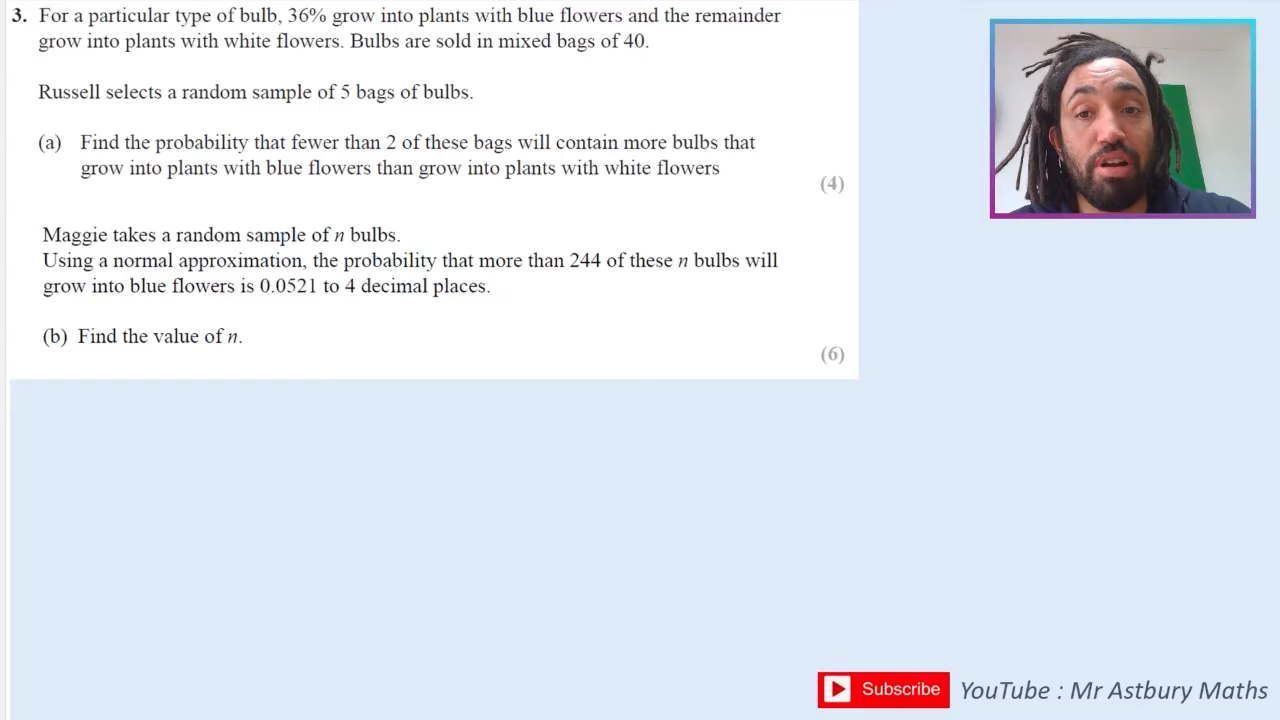 3. For a particular type of bulb, 36% grow into plants with blue flowers and the remainder
grow into plants with white flowers. Bulbs are sold in mixed bags of 40.
Russell selects a random sample of 5 bags of bulbs.
(a) Find the probability that fewer than 2 of these bags will contain more bulbs that
grow into plants with blue flowers than grow into plants with white flowers
(4)
Maggie takes a random sample of n bulbs.
Using a normal approximation, the probability that more than 244 of these n bulbs will
grow into blue flowers is 0.0521 to 4 decimal places.
(b) Find the value of n.
(6)
Subscribe YouTube : Mr Astbury Maths